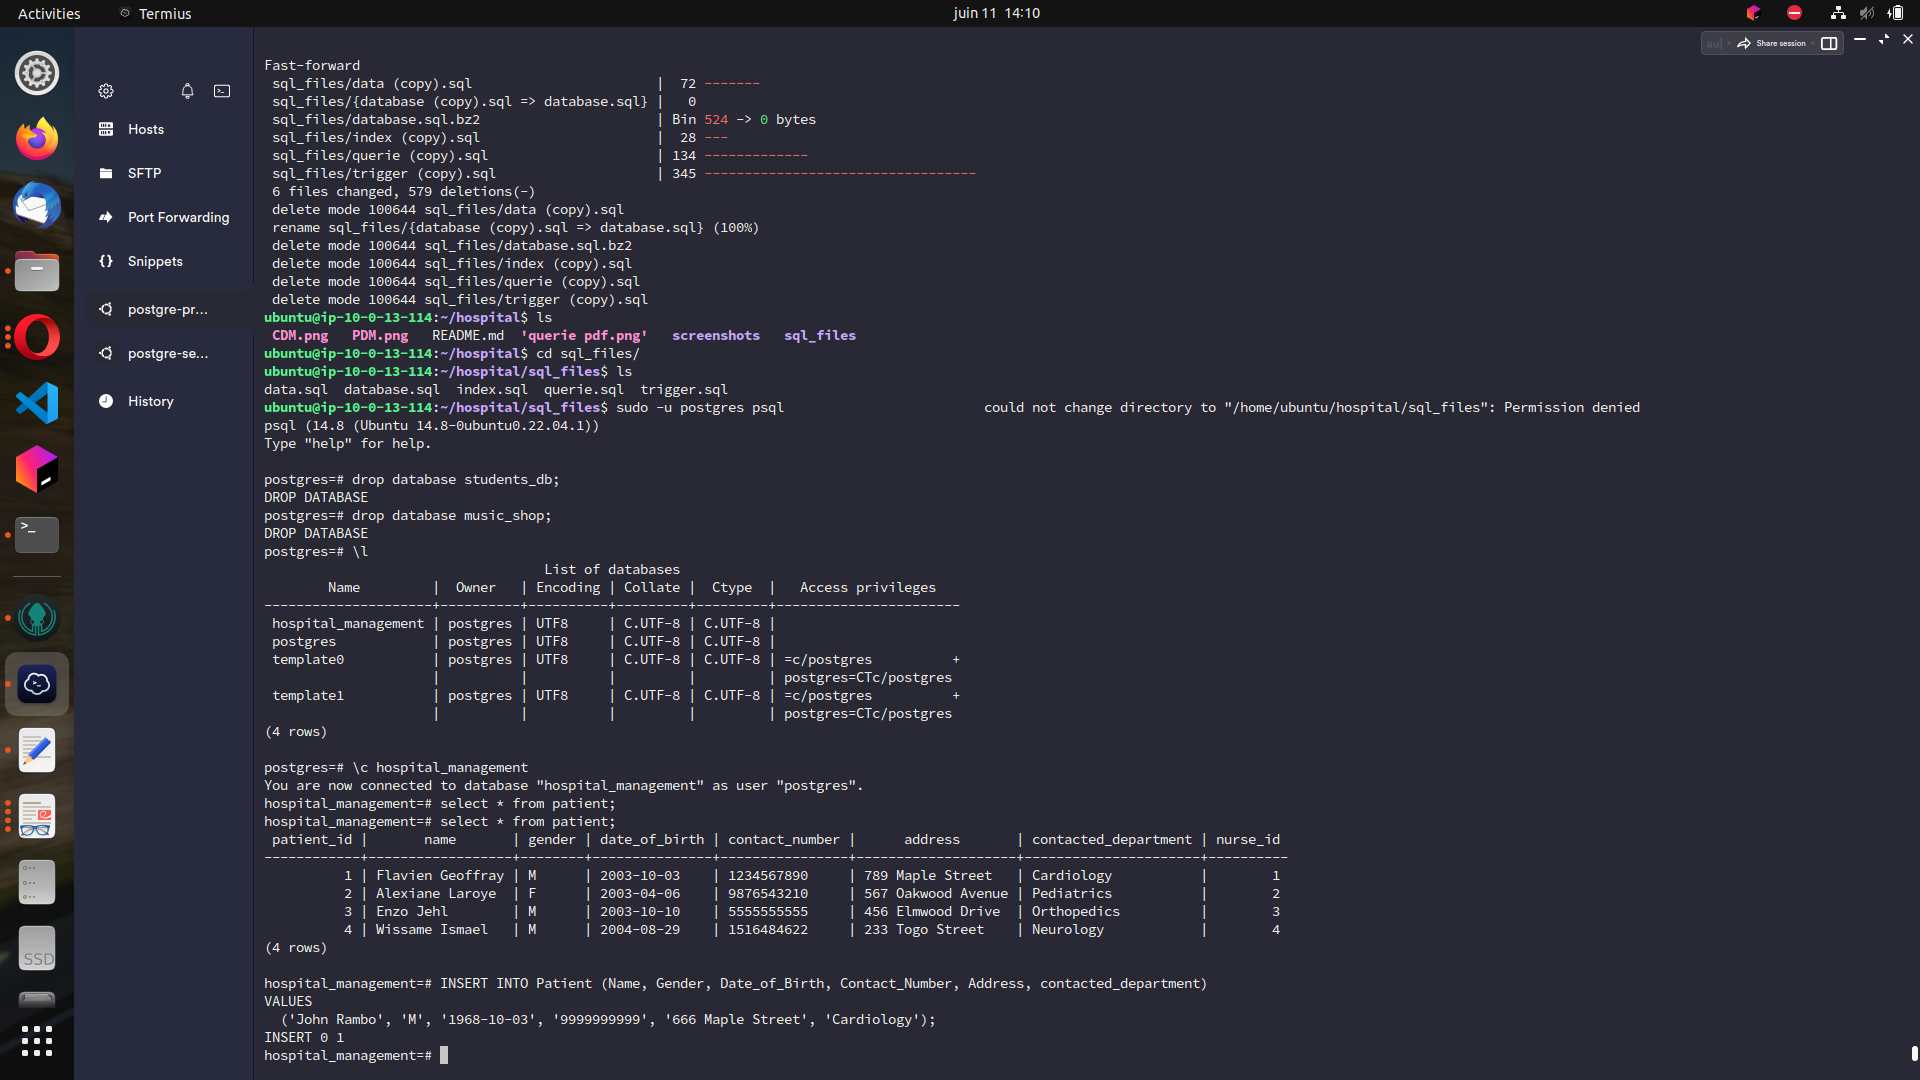 Activities
Termius
juin 11 14:10
Share session
Hosts
SFTP
Port Forwarding
Snippets
postgre-pr...
postgre-se...
History
SSD
Fast-forward
sql_files/data (copy).sql | 72 -------
sql_files/{database (copy).sql => database.sql} | 0
sql_files/database.sql.bz2 | Bin 524 -> 0 bytes
sql_files/index (copy).sql | 28 ---
sql_files/querie (copy).sql | 134 -------------
sql_files/trigger (copy).sql | 345 ----------------------------------
6 files changed, 579 deletions(-)
delete mode 100644 sql_files/data (copy).sql
rename sql_files/{database (copy).sql => database.sql} (100%)
delete mode 100644 sql_files/database.sql.bz2
delete mode 100644 sql_files/index (copy).sql
delete mode 100644 sql_files/querie (copy).sql
delete mode 100644 sql_files/trigger (copy).sql
ubuntu@ip-10-0-13-114:~/hospital$ ls
CDM.png PDM.png README.md 'querie pdf.png' screenshots sql_files
ubuntu@ip-10-0-13-114:~/hospital$ cd sql_files/
ubuntu@ip-10-0-13-114:~/hospital/sql_files$ ls
data.sql database.sql index.sql querie.sql trigger.sql
ubuntu@ip-10-0-13-114:~/hospital/sql_files$ sudo -u postgres psql could not change directory to "/home/ubuntu/hospital/sql_files": Permission denied
psql (14.8 (Ubuntu 14.8-0ubuntu0.22.04.1))
Type "help" for help.
postgres=# drop database students_db;
DROP DATABASE
postgres=# drop database music_shop;
DROP DATABASE
postgres=# \l
List of databases
Name | Owner | Encoding | Collate | Ctype | Access privileges
---------------------+----------+----------+---------+---------+-----------------------
hospital_management | postgres | UTF8 | C.UTF-8 | C.UTF-8 |
postgres | postgres | UTF8 | C.UTF-8 | C.UTF-8 |
template0 | postgres | UTF8 | C.UTF-8 | C.UTF-8 | =c/postgres +
| | | | | postgres=CTc/postgres
template1 | postgres | UTF8 | C.UTF-8 | C.UTF-8 | =c/postgres +
| | | | | postgres=CTc/postgres
(4 rows)
postgres=# \c hospital_management
You are now connected to database "hospital_management" as user "postgres".
hospital_management=# select * from patient;
hospital_management=# select * from patient;
patient_id | name | gender | date_of_birth | contact_number | address | contacted_department | nurse_id
------------+------------------+--------+---------------+----------------+--------------------+----------------------+----------
1 | Flavien Geoffray | M | 2003-10-03 | 1234567890 | 789 Maple Street | Cardiology | 1
2 | Alexiane Laroye | F | 2003-04-06 | 9876543210 | 567 Oakwood Avenue | Pediatrics | 2
3 | Enzo Jehl | M | 2003-10-10 | 5555555555 | 456 Elmwood Drive | Orthopedics | 3
4 | Wissame Ismael | M | 2004-08-29 | 1516484622 | 233 Togo Street | Neurology | 4
(4 rows)
hospital_management=# INSERT INTO Patient (Name, Gender, Date_of_Birth, Contact_Number, Address, contacted_department)
VALUES
('John Rambo', 'M', '1968-10-03', '9999999999', '666 Maple Street', 'Cardiology');
INSERT 0 1
hospital_management=#